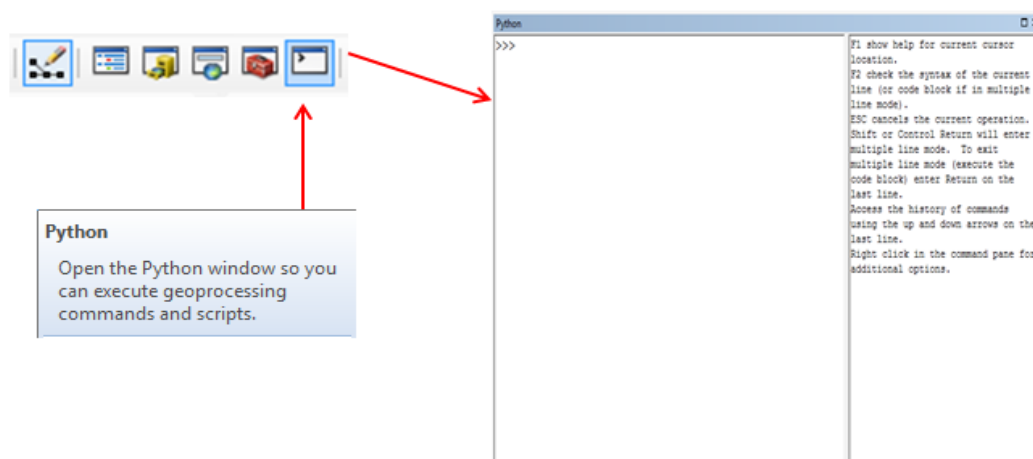 Python
Open the Python window so you
can execute geoprocessing
commands and scripts.
Python
>>>
F1 show help for current cursor
location.
F2 check the syntax of the current
line (or code block if in multiple
line mode).
ESC cancels the current operation.
Shift or Control Return will enter
multiple line mode. To exit
multiple line mode (execute the
code block) enter Return on the
last line.
Access the history of commands
using the up and down arrows on the
last line.
Right click in the command pane for
additional options.